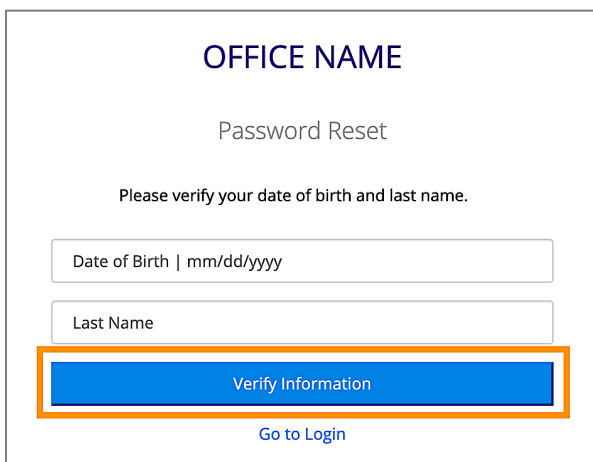 OFFICE NAME
Password Reset
Please verify your date of birth and last name.
Date of Birth | mm/dd/yyyy
Last Name
Verify Information
Go to Login